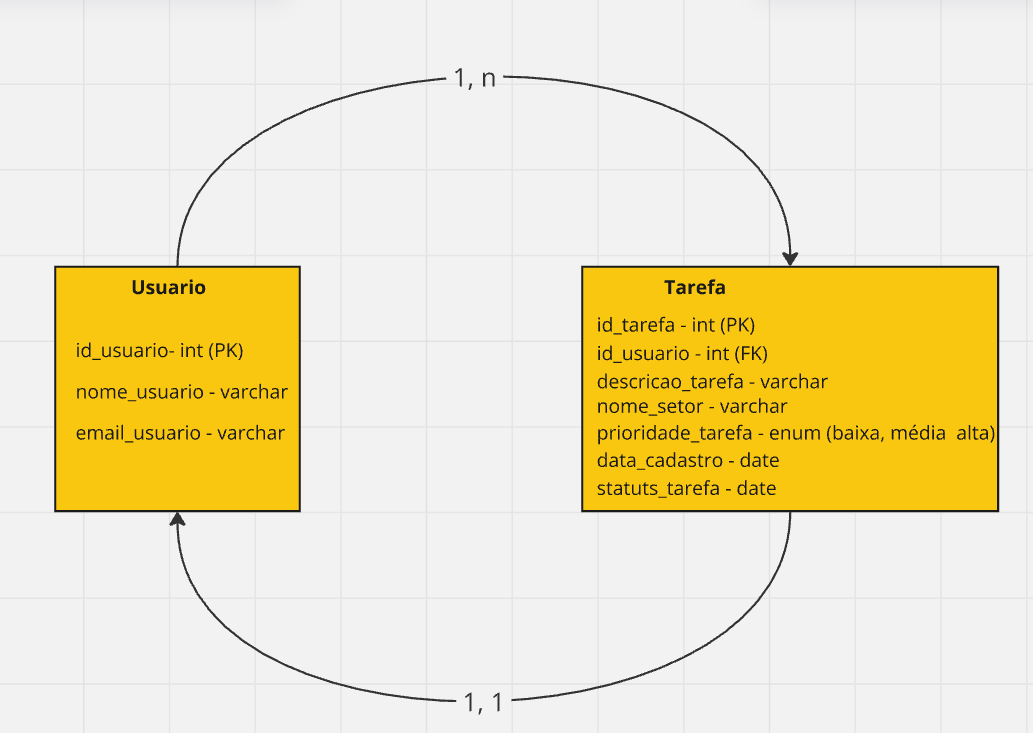 1, n
Usuario
id_usuario- int (PK)
nome_usuario - varchar
email_usuario - varchar
Tarefa
id_tarefa - int (PK)
id_usuario - int (FK)
descricao_tarefa - varchar
nome_setor - varchar
prioridade_tarefa - enum (baixa, média  alta)
data_cadastro - date
statuts_tarefa - date
1, 1